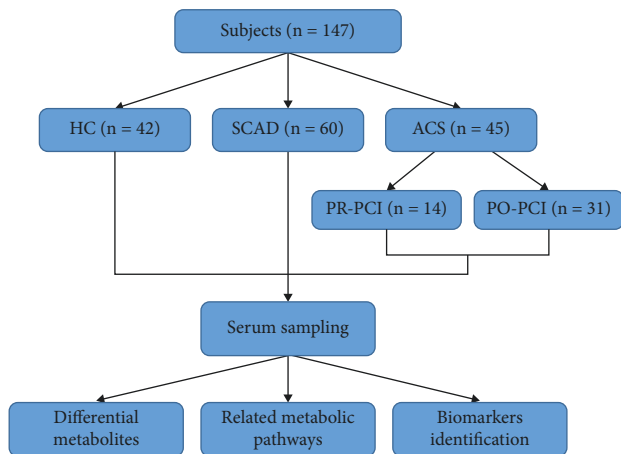 Subjects (n = 147)
HC (n = 42)
SCAD (n = 60)
ACS (n = 45)
PR-PCI (n = 14)
PO-PCI (n = 31)
Serum sampling
Differential
metabolites
Related metabolic
pathways
Biomarkers
identification